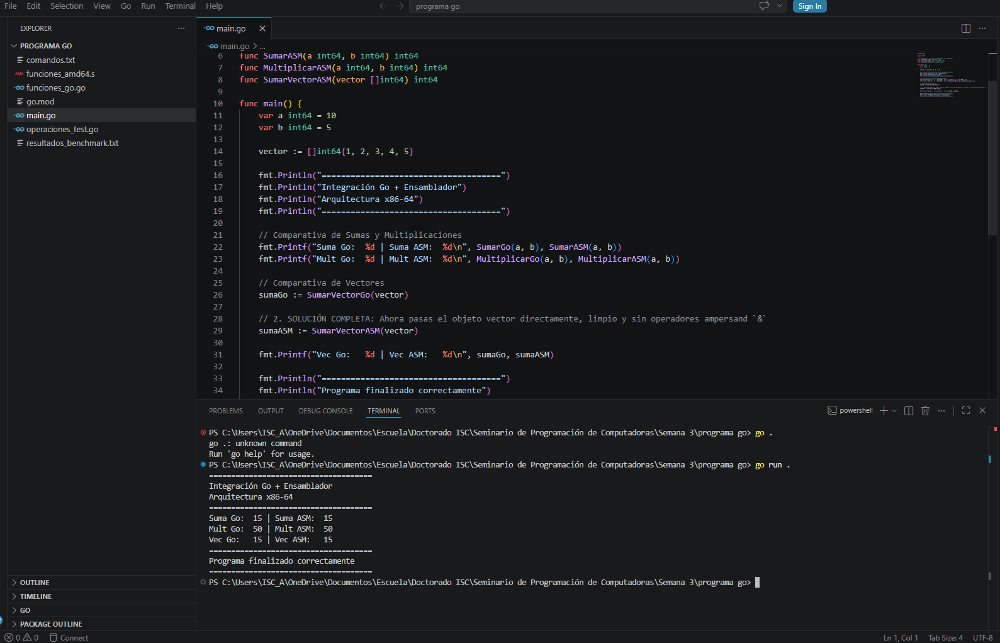 File Edit Selection View Go Run Terminal Help
programa go
Sign In
EXPLORER
PROGRAMA GO
comandos.txt
ASM funciones_amd64.s
GO funciones_go.go
go.mod
GO main.go
GO operaciones_test.go
resultados_benchmark.txt
OUTLINE
TIMELINE
GO
PACKAGE OUTLINE
GO main.go
GO main.go > ...
6 func SumarASM(a int64, b int64) int64
7 func MultiplicarASM(a int64, b int64) int64
8 func SumarVectorASM(vector []int64) int64
9
10 func main() {
11 var a int64 = 10
12 var b int64 = 5
13
14 vector := []int64{1, 2, 3, 4, 5}
15
16 fmt.Println("=====================================")
17 fmt.Println("Integración Go + Ensamblador")
18 fmt.Println("Arquitectura x86-64")
19 fmt.Println("=====================================")
20
21 // Comparativa de Sumas y Multiplicaciones
22 fmt.Printf("Suma Go:  %d | Suma ASM:  %d\n", SumarGo(a, b), SumarASM(a, b))
23 fmt.Printf("Mult Go:  %d | Mult ASM:  %d\n", MultiplicarGo(a, b), MultiplicarASM(a, b))
24
25 // Comparativa de Vectores
26 sumaGo := SumarVectorGo(vector)
27
28 // 2. SOLUCIÓN COMPLETA: Ahora pasas el objeto vector directamente, limpio y sin operadores ampersand `&`
29 sumaASM := SumarVectorASM(vector)
30
31 fmt.Printf("Vec Go:   %d | Vec ASM:   %d\n", sumaGo, sumaASM)
32
33 fmt.Println("=====================================")
34 fmt.Println("Programa finalizado correctamente")
PROBLEMS OUTPUT DEBUG CONSOLE TERMINAL PORTS
powershell
PS C:\Users\ISC_A\OneDrive\Documentos\Escuela\Doctorado ISC\Seminario de Programación de Computadoras\Semana 3\programa go> go .
go .: unknown command
Run 'go help' for usage.
PS C:\Users\ISC_A\OneDrive\Documentos\Escuela\Doctorado ISC\Seminario de Programación de Computadoras\Semana 3\programa go> go run .
=====================================
Integración Go + Ensamblador
Arquitectura x86-64
=====================================
Suma Go:  15 | Suma ASM:  15
Mult Go:  50 | Mult ASM:  50
Vec Go:   15 | Vec ASM:   15
=====================================
Programa finalizado correctamente
=====================================
PS C:\Users\ISC_A\OneDrive\Documentos\Escuela\Doctorado ISC\Seminario de Programación de Computadoras\Semana 3\programa go>
0 0 Connect
Ln 1, Col 1 Tab Size: 4 UTF-8